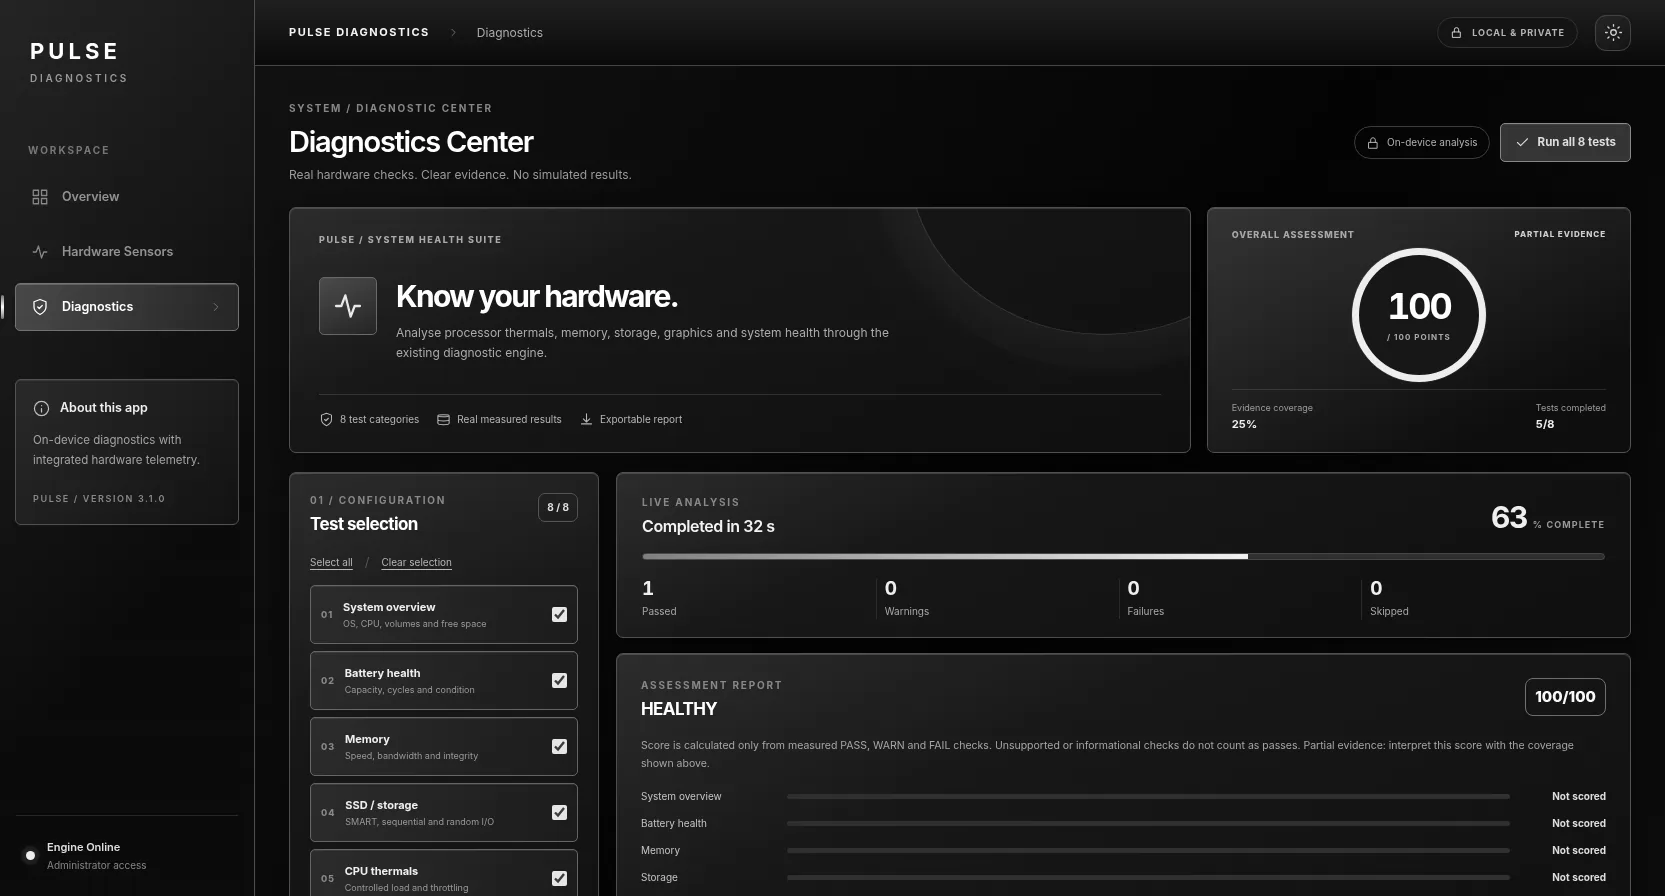 PULSE
DIAGNOSTICS
WORKSPACE
Overview
Hardware Sensors
Diagnostics
About this app
On-device diagnostics with
integrated hardware telemetry.
PULSE / VERSION 3.1.0
Engine Online
Administrator access
PULSE DIAGNOSTICS
Diagnostics
LOCAL & PRIVATE
SYSTEM / DIAGNOSTIC CENTER
Diagnostics Center
Real hardware checks. Clear evidence. No simulated results.
On-device analysis
Run all 8 tests
PULSE / SYSTEM HEALTH SUITE
Know your hardware.
Analyse processor thermals, memory, storage, graphics and system health through the
existing diagnostic engine.
8 test categories
Real measured results
Exportable report
OVERALL ASSESSMENT
PARTIAL EVIDENCE
100
/ 100 POINTS
Evidence coverage
25%
Tests completed
5/8
01 / CONFIGURATION
Test selection
8 / 8
Select all / Clear selection
01
System overview
OS, CPU, volumes and free space
02
Battery health
Capacity, cycles and condition
03
Memory
Speed, bandwidth and integrity
04
SSD / storage
SMART, sequential and random I/O
05
CPU thermals
Controlled load and throttling
LIVE ANALYSIS
Completed in 32 s
63 % COMPLETE
1
Passed
0
Warnings
0
Failures
0
Skipped
ASSESSMENT REPORT
HEALTHY
100/100
Score is calculated only from measured PASS, WARN and FAIL checks. Unsupported or informational checks do not count as passes. Partial evidence: interpret this score with the coverage
shown above.
System overview Not scored
Battery health Not scored
Memory Not scored
Storage Not scored